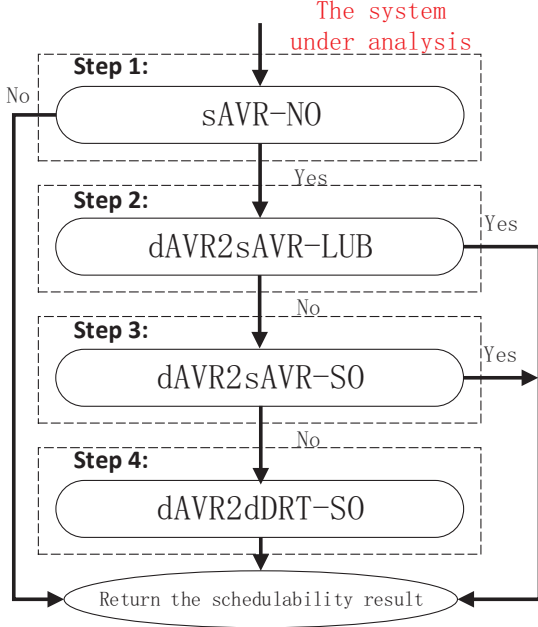 The system
under analysis
Step 1:
No
sAVR-NO
Yes
Step 2:
Yes
dAVR2sAVR-LUB
No
Step 3:
Yes
dAVR2sAVR-SO
No
Step 4:
dAVR2dDRT-SO
Return the schedulability result